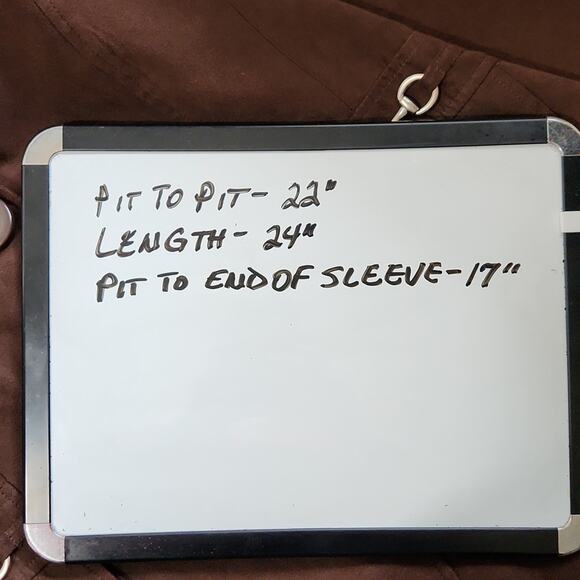 PIT TO PIT- 22"
LENGTH- 24"
PIT TO END OF SLEEVE-17"